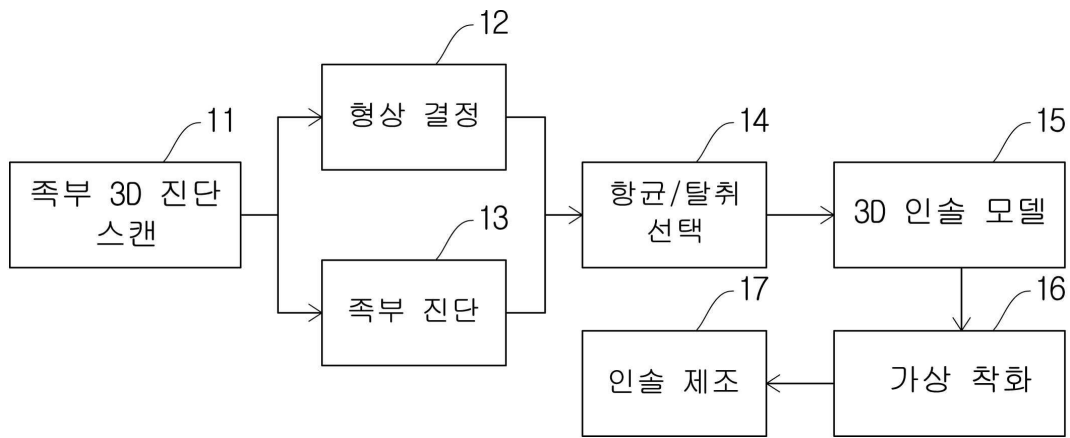 12
형상 결정
11
족부 3D 진단
스캔
13
족부 진단
14
항균/탈취
선택
15
3D 인솔 모델
16
가상 착화
17
인솔 제조